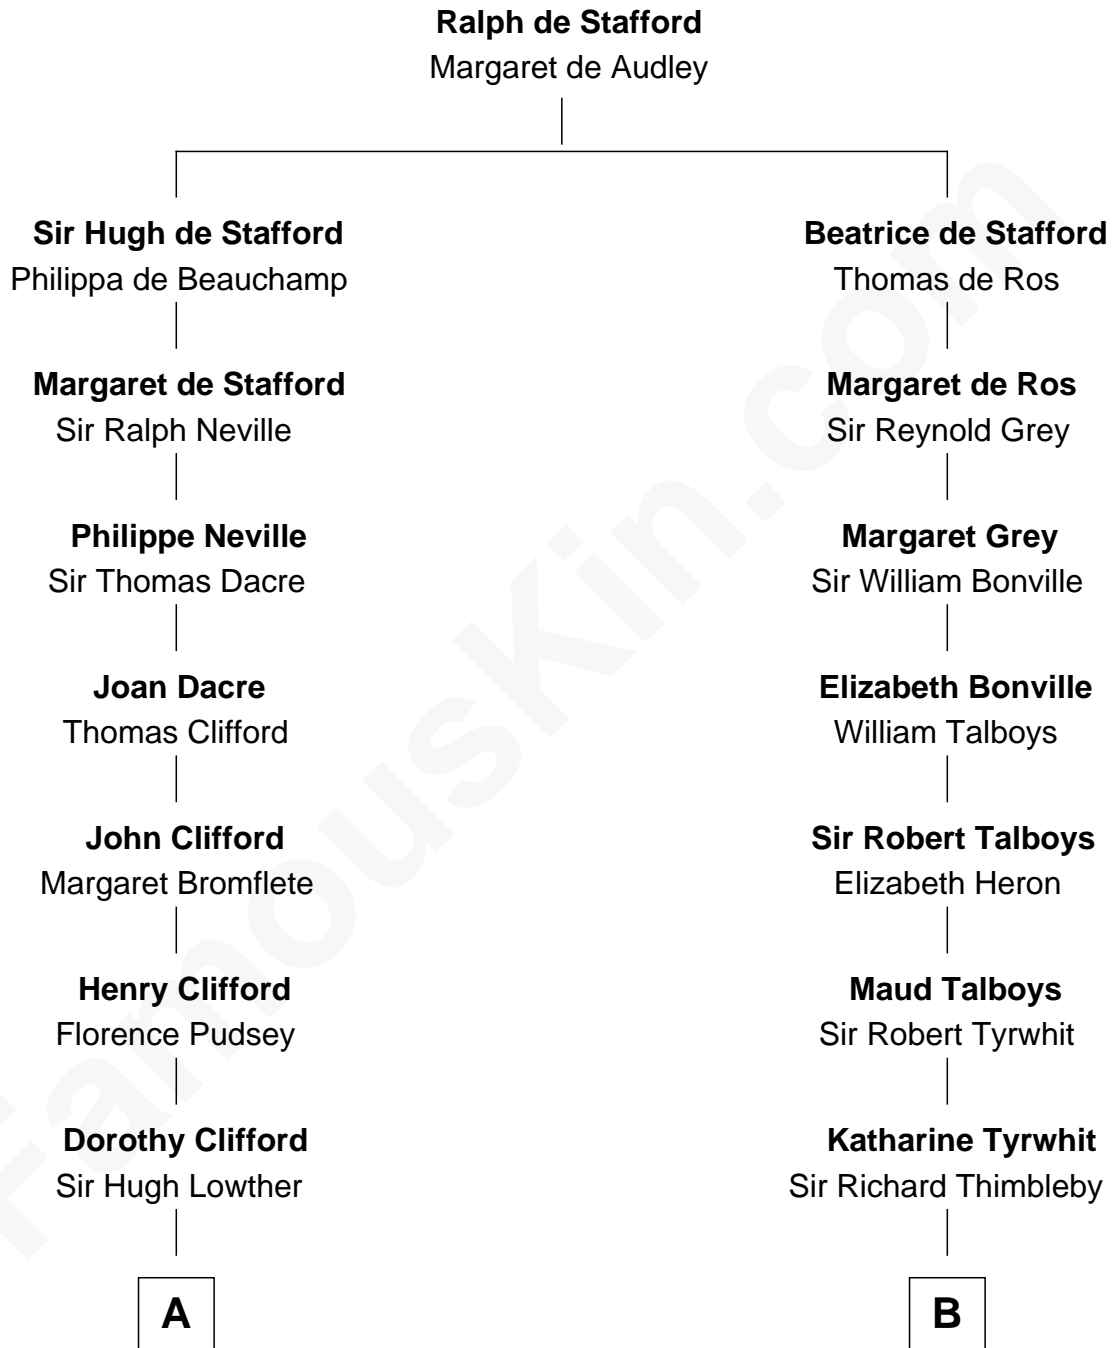 Ralph de Stafford
Margaret de Audley
Sir Hugh de Stafford
Philippa de Beauchamp
Margaret de Stafford
Sir Ralph Neville
Philippe Neville
Sir Thomas Dacre
Joan Dacre
Thomas Clifford
John Clifford
Margaret Bromflete
Henry Clifford
Florence Pudsey
Dorothy Clifford
Sir Hugh Lowther
A
Beatrice de Stafford
Thomas de Ros
Margaret de Ros
Sir Reynold Grey
Margaret Grey
Sir William Bonville
Elizabeth Bonville
William Talboys
Sir Robert Talboys
Elizabeth Heron
Maud Talboys
Sir Robert Tyrwhit
Katharine Tyrwhit
Sir Richard Thimbleby
B
FamousKin.com